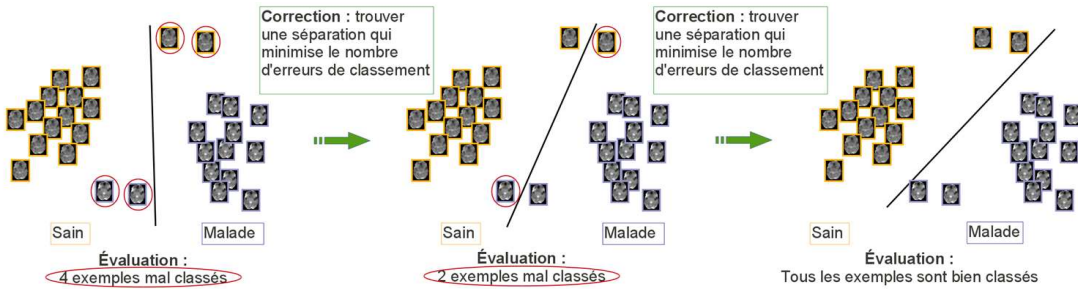 Correction : trouver
une séparation qui
minimise le nombre
d'erreurs de classement
Correction : trouver
une séparation qui
minimise le nombre
d'erreurs de classement
Sain
Malade
Sain
Malade
Sain
Malade
Évaluation :
4 exemples mal classés
Évaluation :
2 exemples mal classés
Évaluation :
Tous les exemples sont bien classés